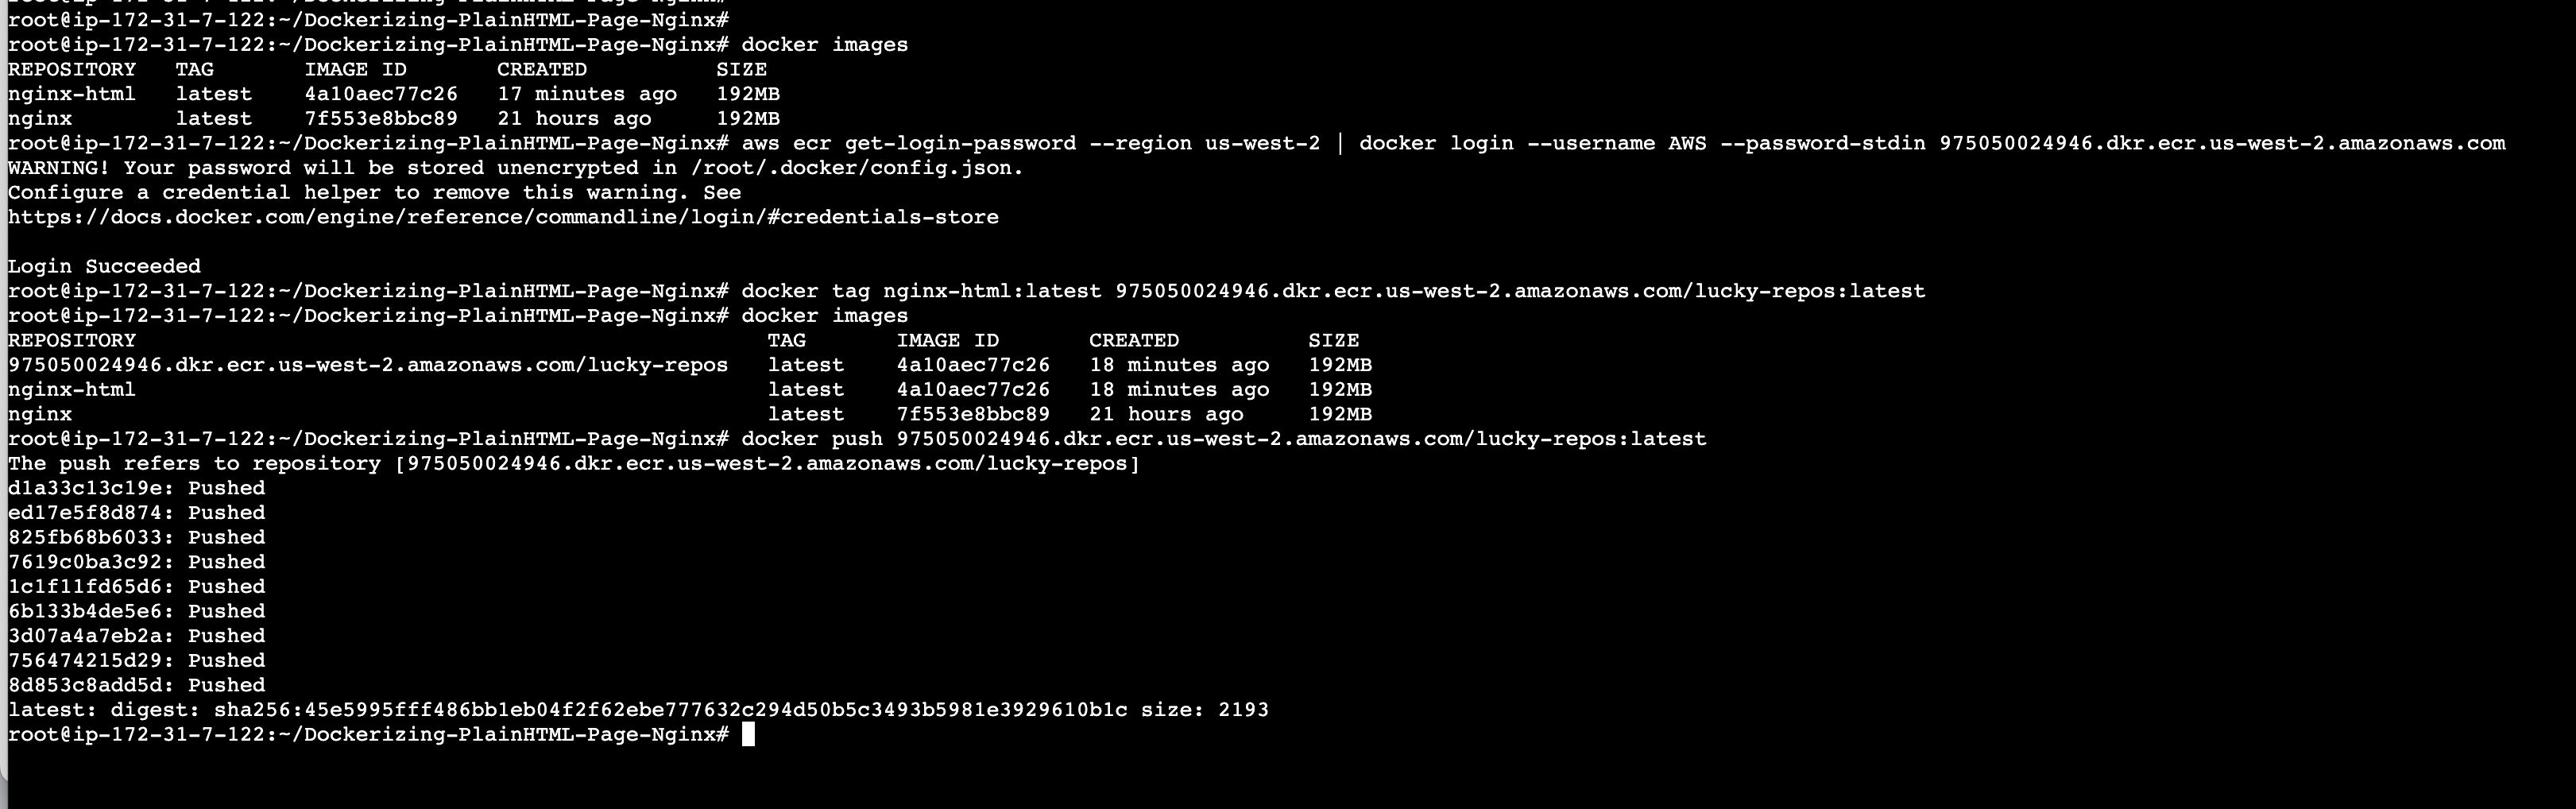 root@ip-172-31-7-122:~/Dockerizing-PlainHTML-Page-Nginx#
root@ip-172-31-7-122:~/Dockerizing-PlainHTML-Page-Nginx#
root@ip-172-31-7-122:~/Dockerizing-PlainHTML-Page-Nginx# docker images
REPOSITORY   TAG       IMAGE ID       CREATED          SIZE
nginx-html   latest    4a10aec77c26   17 minutes ago   192MB
nginx        latest    7f553e8bbc89   21 hours ago     192MB
root@ip-172-31-7-122:~/Dockerizing-PlainHTML-Page-Nginx# aws ecr get-login-password --region us-west-2 | docker login --username AWS --password-stdin 975050024946.dkr.ecr.us-west-2.amazonaws.com
WARNING! Your password will be stored unencrypted in /root/.docker/config.json.
Configure a credential helper to remove this warning. See
https://docs.docker.com/engine/reference/commandline/login/#credentials-store
Login Succeeded
root@ip-172-31-7-122:~/Dockerizing-PlainHTML-Page-Nginx# docker tag nginx-html:latest 975050024946.dkr.ecr.us-west-2.amazonaws.com/lucky-repos:latest
root@ip-172-31-7-122:~/Dockerizing-PlainHTML-Page-Nginx# docker images
REPOSITORY                                                 TAG       IMAGE ID       CREATED          SIZE
975050024946.dkr.ecr.us-west-2.amazonaws.com/lucky-repos   latest    4a10aec77c26   18 minutes ago   192MB
nginx-html                                                 latest    4a10aec77c26   18 minutes ago   192MB
nginx                                                      latest    7f553e8bbc89   21 hours ago     192MB
root@ip-172-31-7-122:~/Dockerizing-PlainHTML-Page-Nginx# docker push 975050024946.dkr.ecr.us-west-2.amazonaws.com/lucky-repos:latest
The push refers to repository [975050024946.dkr.ecr.us-west-2.amazonaws.com/lucky-repos]
d1a33c13c19e: Pushed
ed17e5f8d874: Pushed
825fb68b6033: Pushed
7619c0ba3c92: Pushed
1c1f11fd65d6: Pushed
6b133b4de5e6: Pushed
3d07a4a7eb2a: Pushed
756474215d29: Pushed
8d853c8add5d: Pushed
latest: digest: sha256:45e5995fff486bb1eb04f2f62ebe777632c294d50b5c3493b5981e3929610b1c size: 2193
root@ip-172-31-7-122:~/Dockerizing-PlainHTML-Page-Nginx#